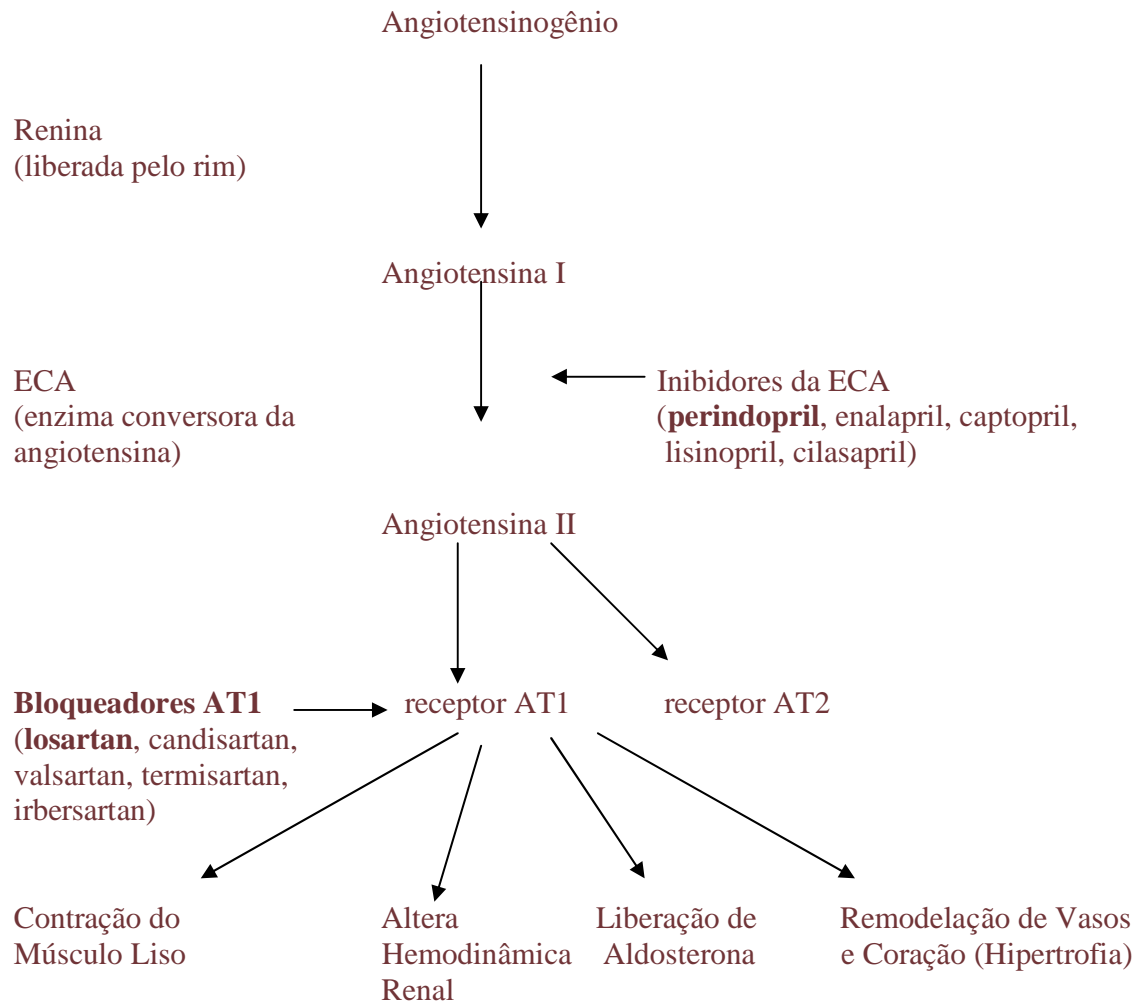 Angiotensinogênio
Renina
(liberada pelo rim)
Angiotensina I
ECA
(enzima conversora da
angiotensina)
Inibidores da ECA
(perindopril, enalapril, captopril,
lisinopril, cilasapril)
Angiotensina II
Bloqueadores AT1
(losartan, candisartan,
valsartan, termisartan,
irbersartan)
receptor AT1
receptor AT2
Contração do
Músculo Liso
Altera
Hemodinâmica
Renal
Liberação de
Aldosterona
Remodelação de Vasos
e Coração (Hipertrofia)